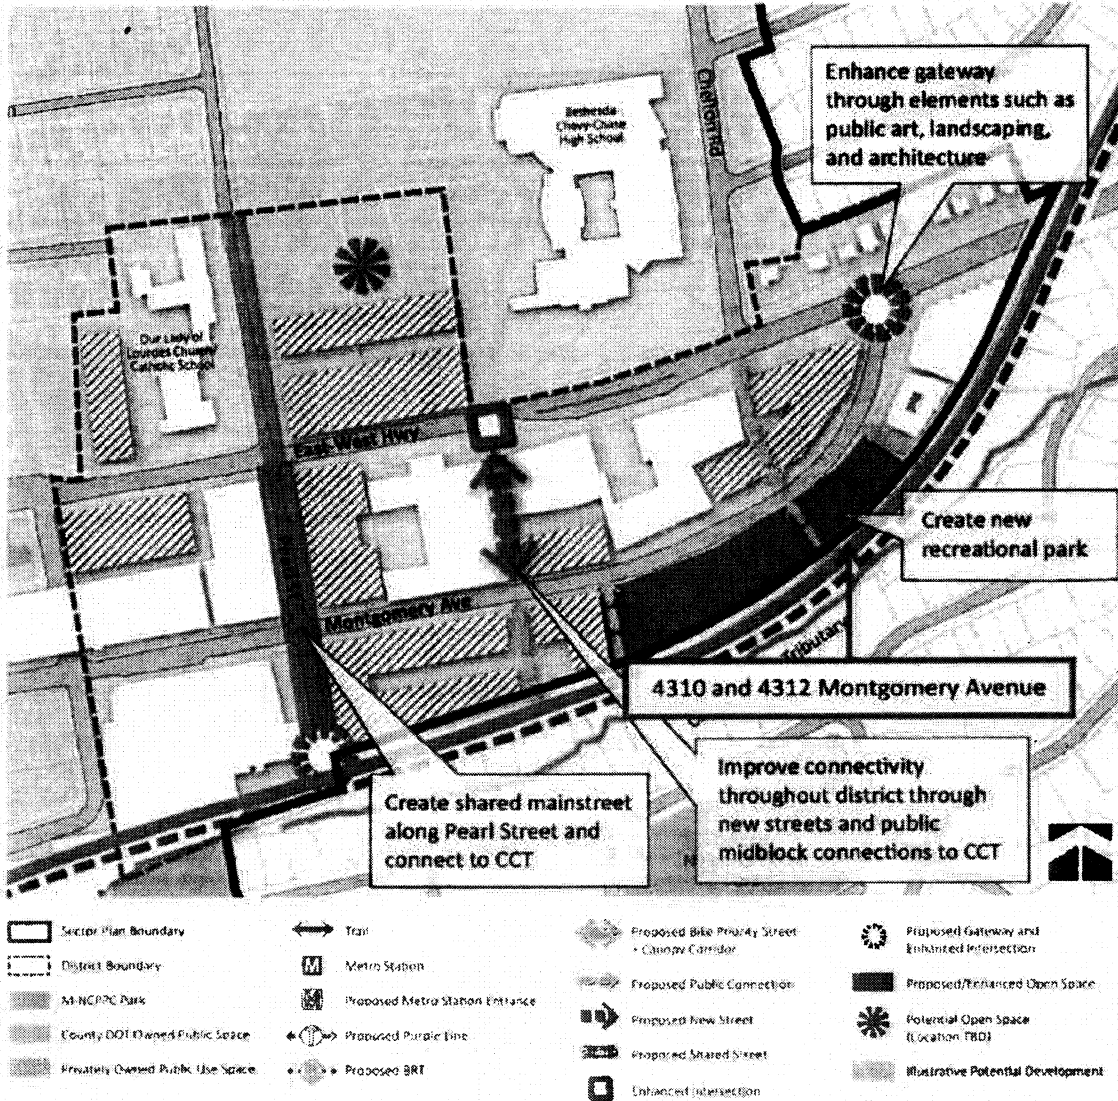 Enhance gateway
through elements such as
public art, landscaping,
and architecture
Chelton Rd
Bethesda
Chevy-Chase
High School
Our Lady of
Lourdes Church/
Catholic School
East-West Hwy
Create new
recreational park
Montgomery Ave
Tributary
4310 and 4312 Montgomery Avenue
Improve connectivity
throughout district through
new streets and public
midblock connections to CCT
Create shared mainstreet
along Pearl Street and
connect to CCT
Sector Plan Boundary
District Boundary
M-NCPPC Park
County DOT Owned Public Space
Privately Owned Public Use Space
Trail
M Metro Station
M Proposed Metro Station Entrance
Proposed Purple Line
Proposed BRT
Proposed Bike Priority Street
+ Canopy Corridor
Proposed Public Connection
Proposed New Street
Proposed Shared Street
Enhanced Intersection
Proposed Gateway and
Enhanced Intersection
Proposed/Enhanced Open Space
Potential Open Space
(Location TBD)
Illustrative Potential Development